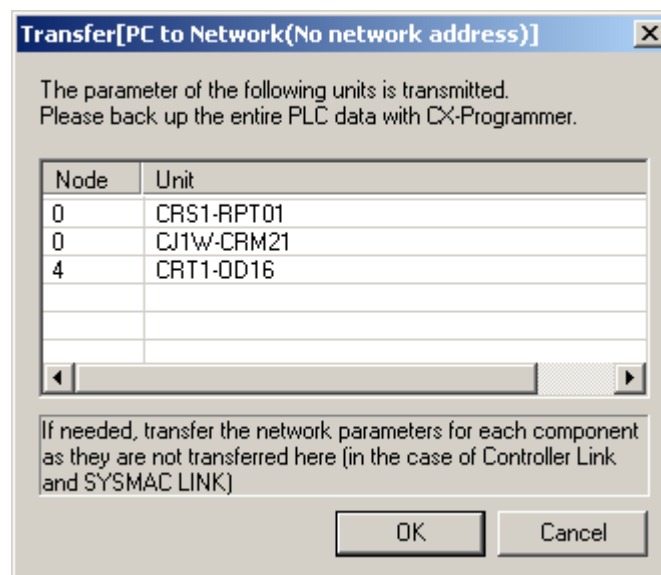 Transfer[PC to Network(No network address)]
The parameter of the following units is transmitted.
Please back up the entire PLC data with CX-Programmer.
Node Unit
0 CRS1-RPT01
0 CJ1W-CRM21
4 CRT1-OD16
If needed, transfer the network parameters for each component
as they are not transferred here (in the case of Controller Link
and SYSMAC LINK)
OK Cancel